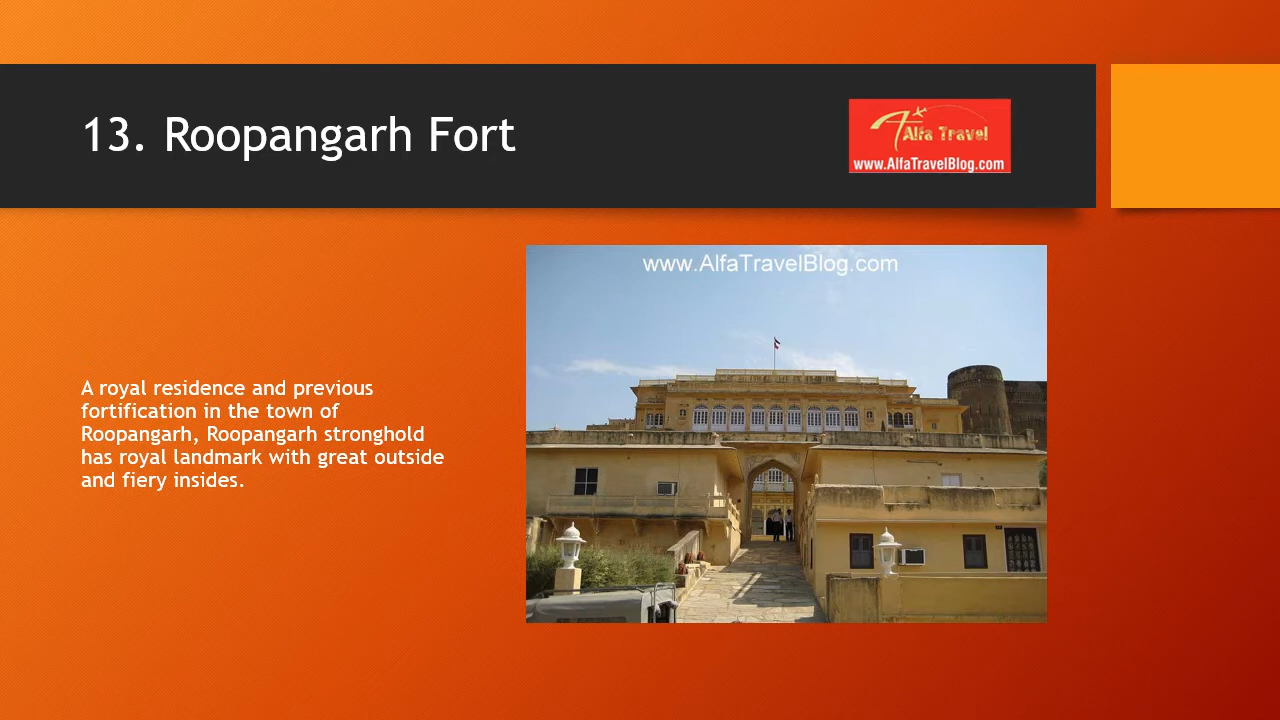 13. Roopangarh Fort
Alfa Travel
www.AlfaTravelBlog.com
www.AlfaTravelBlog.com
A royal residence and previous
fortification in the town of
Roopangarh, Roopangarh stronghold
has royal landmark with great outside
and fiery insides.